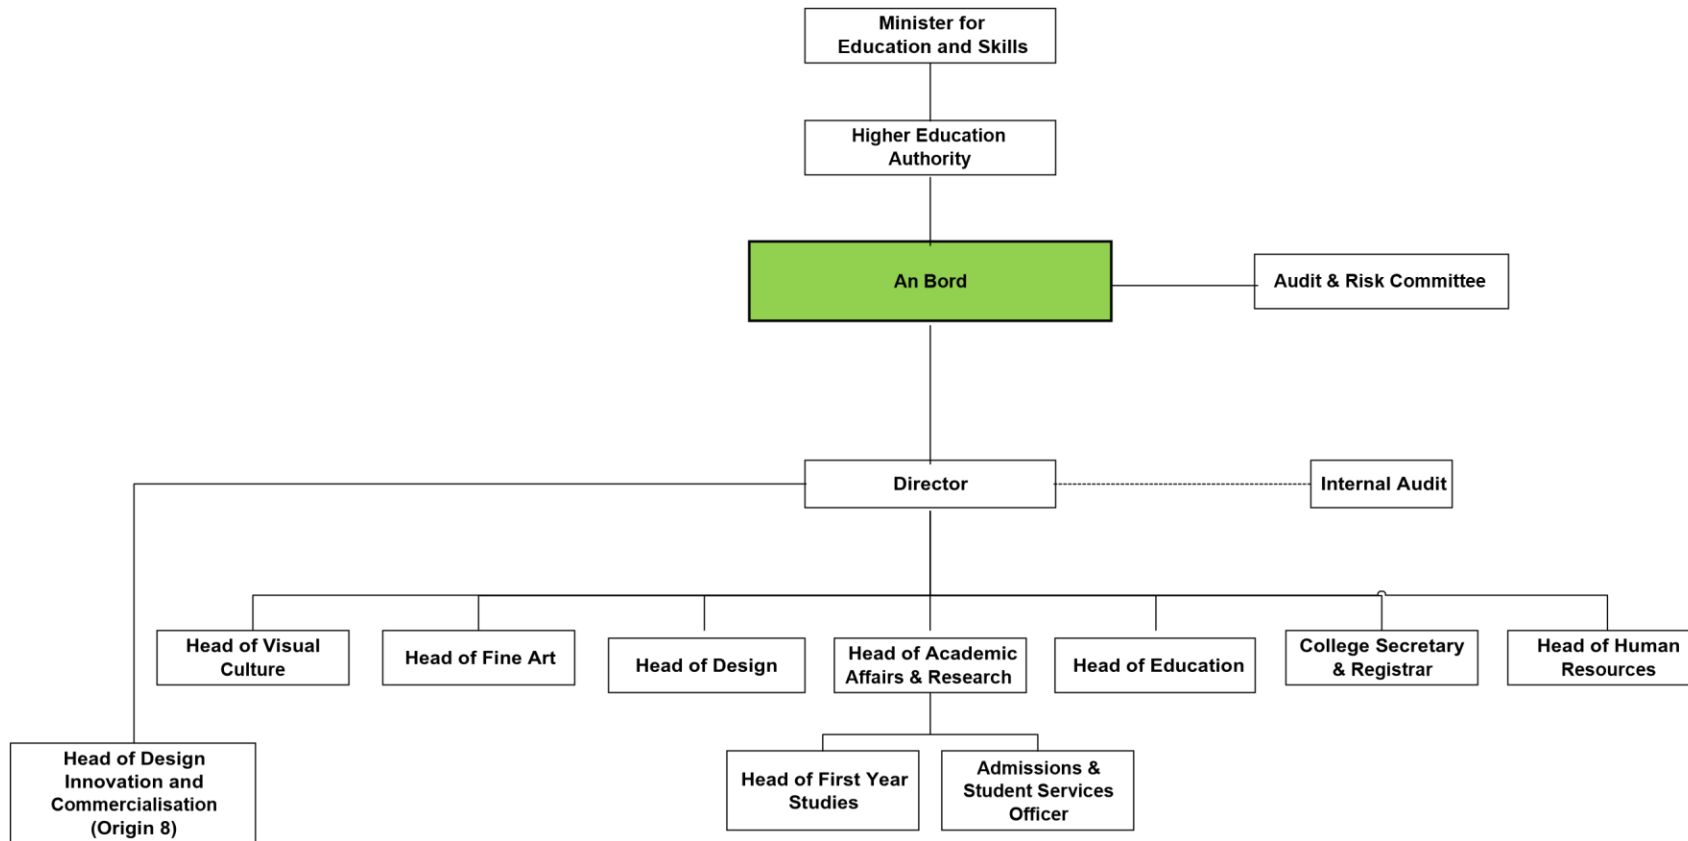 Minister for
Education and Skills
Higher Education
Authority
An Bord
Audit & Risk Committee
Director
Internal Audit
Head of Visual
Culture
Head of Fine Art
Head of Design
Head of Academic
Affairs & Research
Head of Education
College Secretary
& Registrar
Head of Human
Resources
Head of Design
Innovation and
Commercialisation
(Origin 8)
Head of First Year
Studies
Admissions &
Student Services
Officer